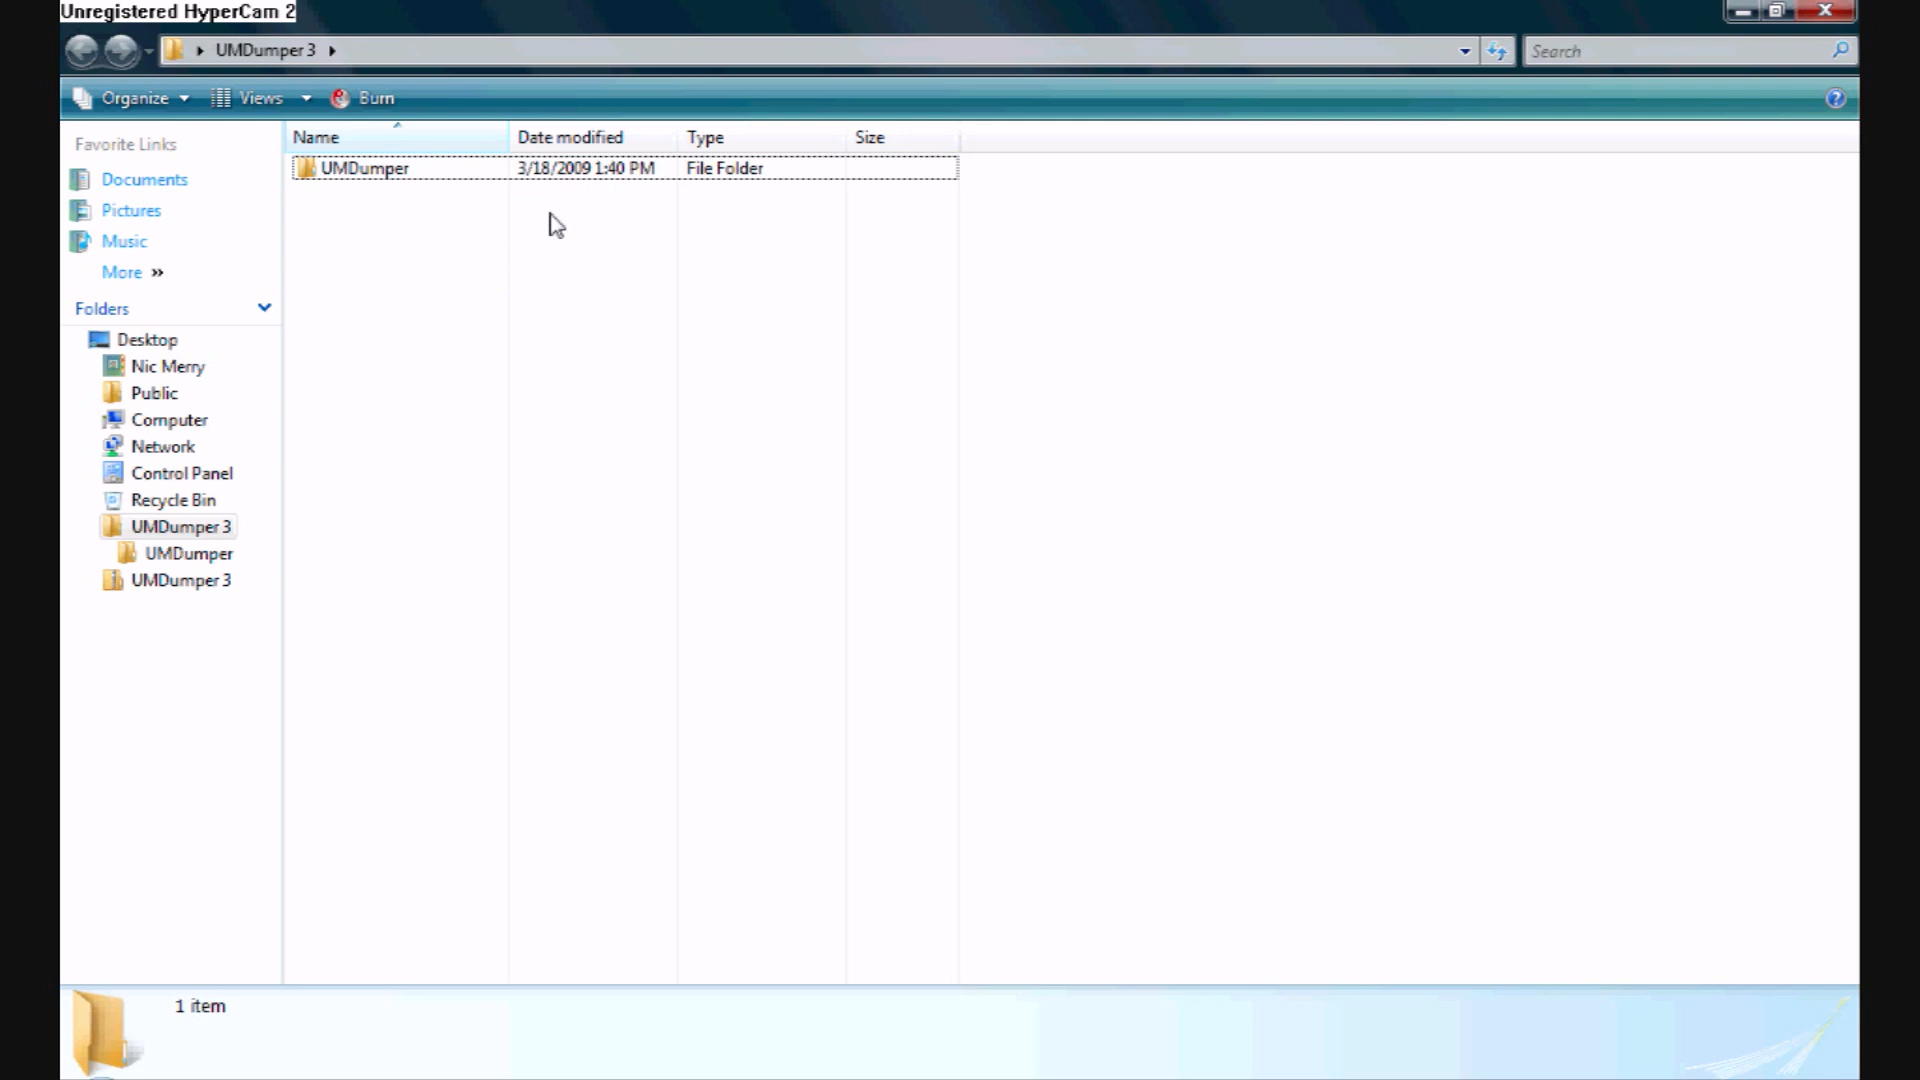 Unregistered HyperCam 2
UMDumper 3
Search
Organize Views Burn
Favorite Links
Documents
Pictures
Music
More »
Folders
Desktop
Nic Merry
Public
Computer
Network
Control Panel
Recycle Bin
UMDumper 3
UMDumper
UMDumper 3
Name Date modified Type Size
UMDumper 3/18/2009 1:40 PM File Folder
1 item